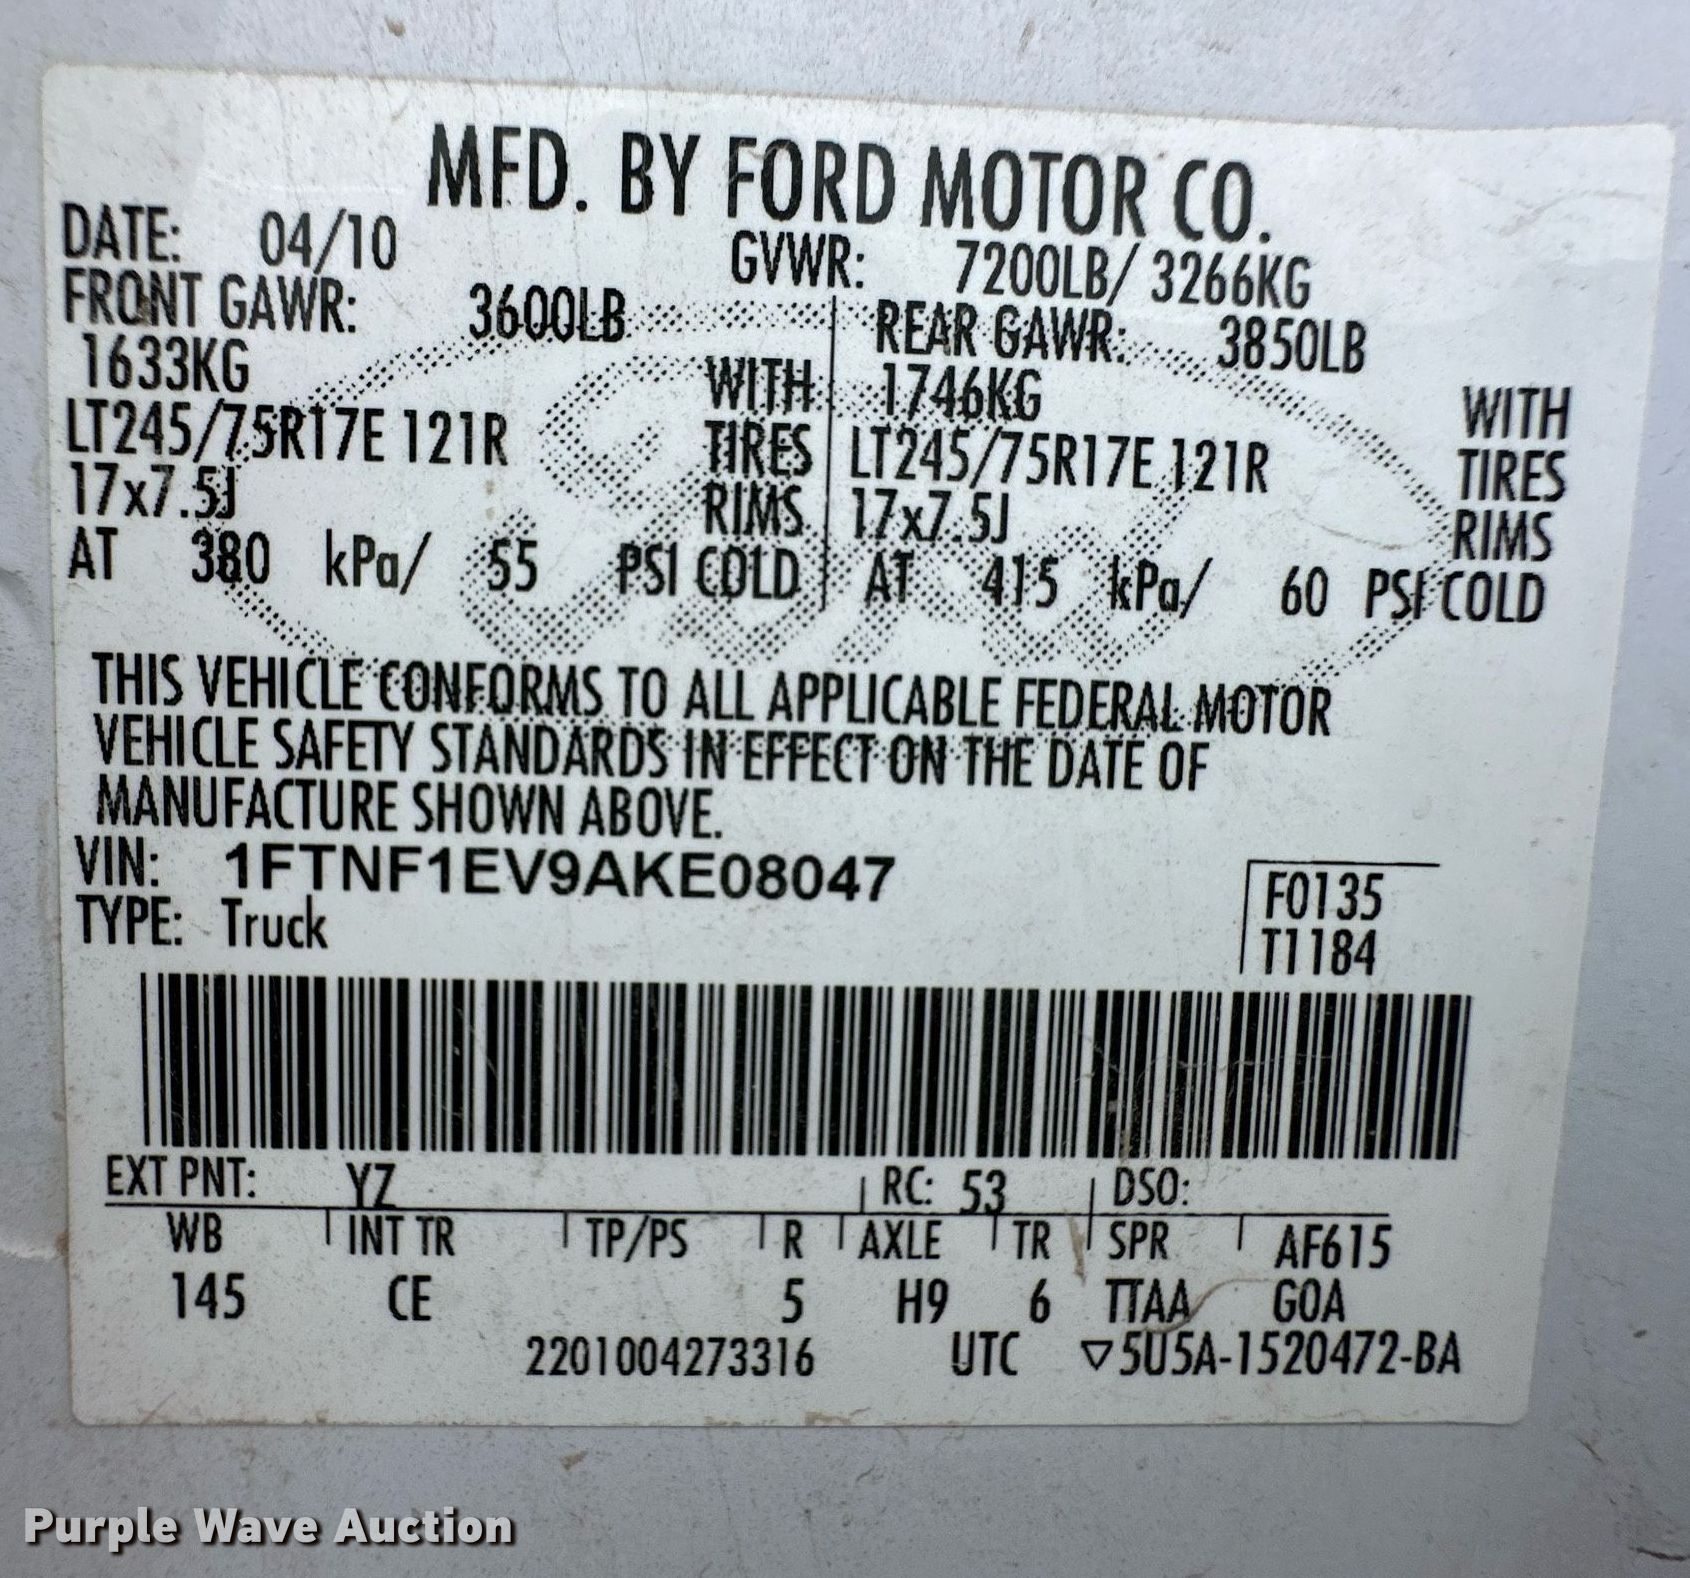 MFD. BY FORD MOTOR CO.
DATE: 04/10 GVWR: 7200LB/ 3266KG
FRONT GAWR: 3600LB REAR GAWR: 3850LB
1633KG WITH 1746KG WITH
LT245/75R17E 121R TIRES LT245/75R17E 121R TIRES
17x7.5J RIMS 17x7.5J RIMS
AT 380 kPa/ 55 PSI COLD AT 415 kPa/ 60 PSI COLD
THIS VEHICLE CONFORMS TO ALL APPLICABLE FEDERAL MOTOR
VEHICLE SAFETY STANDARDS IN EFFECT ON THE DATE OF
MANUFACTURE SHOWN ABOVE.
VIN: 1FTNF1EV9AKE08047
TYPE: Truck
F0135
T1184
EXT PNT: YZ RC: 53 DSO:
WB INT TR TP/PS R AXLE TR SPR AF615
145 CE 5 H9 6 TTAA GOA
2201004273316 UTC ▽5U5A-1520472-BA
Purple Wave Auction